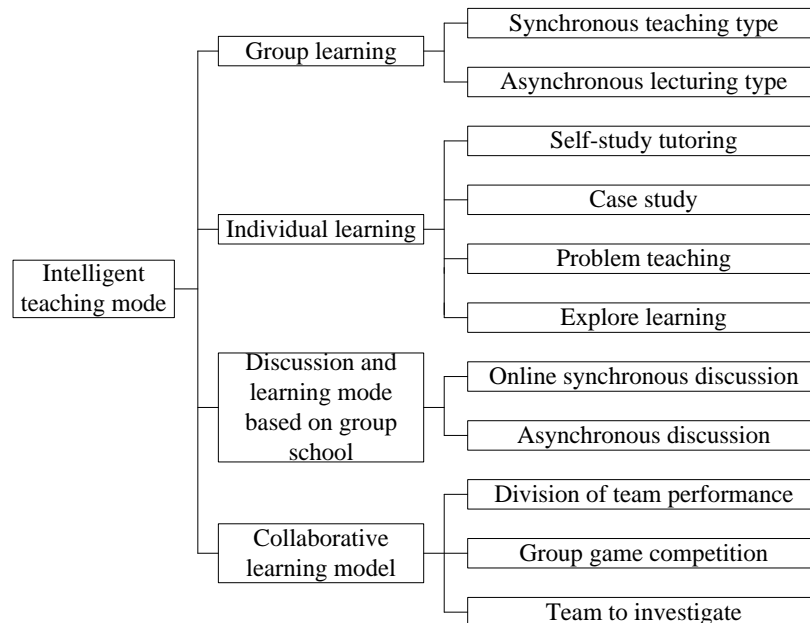 Intelligent
teaching mode
Group learning
Synchronous teaching type
Asynchronous lecturing type
Individual learning
Self-study tutoring
Case study
Problem teaching
Explore learning
Discussion and
learning mode
based on group
school
Online synchronous discussion
Asynchronous discussion
Collaborative
learning model
Division of team performance
Group game competition
Team to investigate